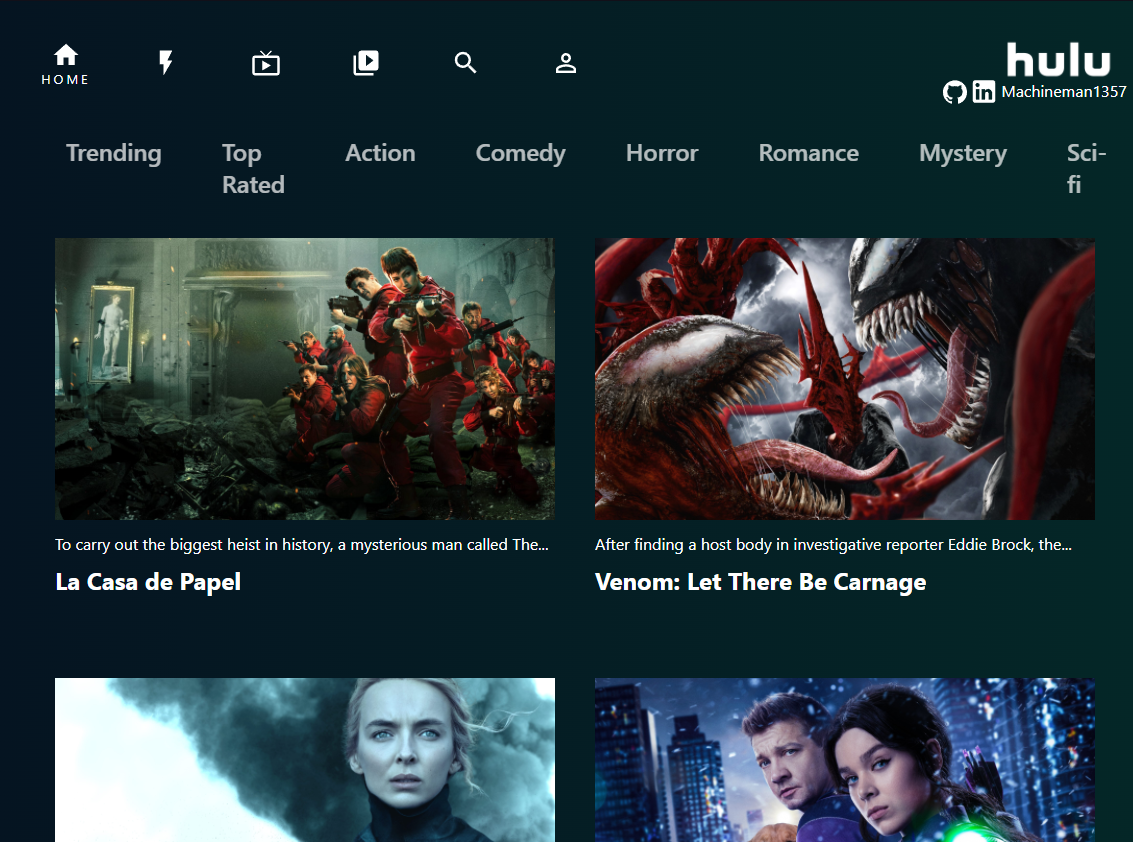 HOME
hulu
Machineman1357
Trending
Top
Rated
Action
Comedy
Horror
Romance
Mystery
Sci-
fi
To carry out the biggest heist in history, a mysterious man called The...
La Casa de Papel
After finding a host body in investigative reporter Eddie Brock, the...
Venom: Let There Be Carnage